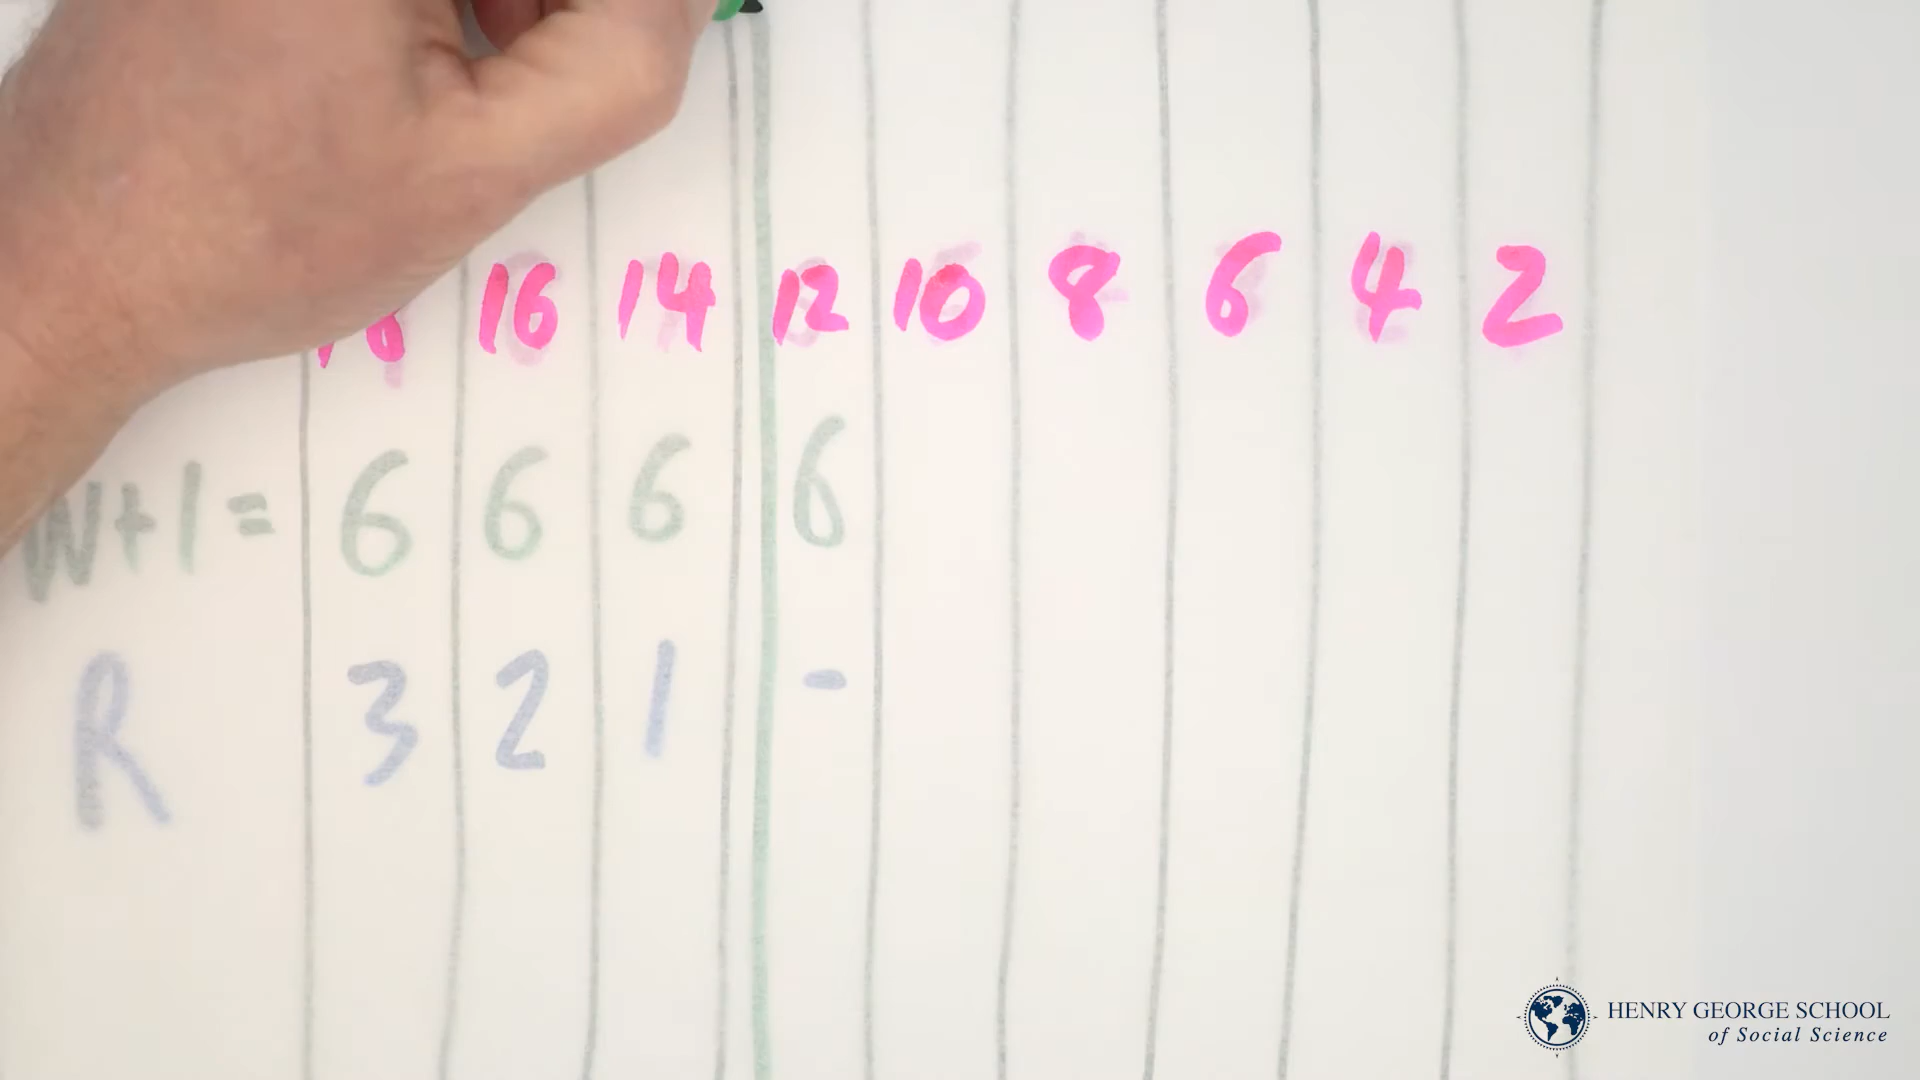 18 16 14 12 10 8 6 4 2
W+1= 6 6 6 6
R 3 2 1 -
HENRY GEORGE SCHOOL
of Social Science